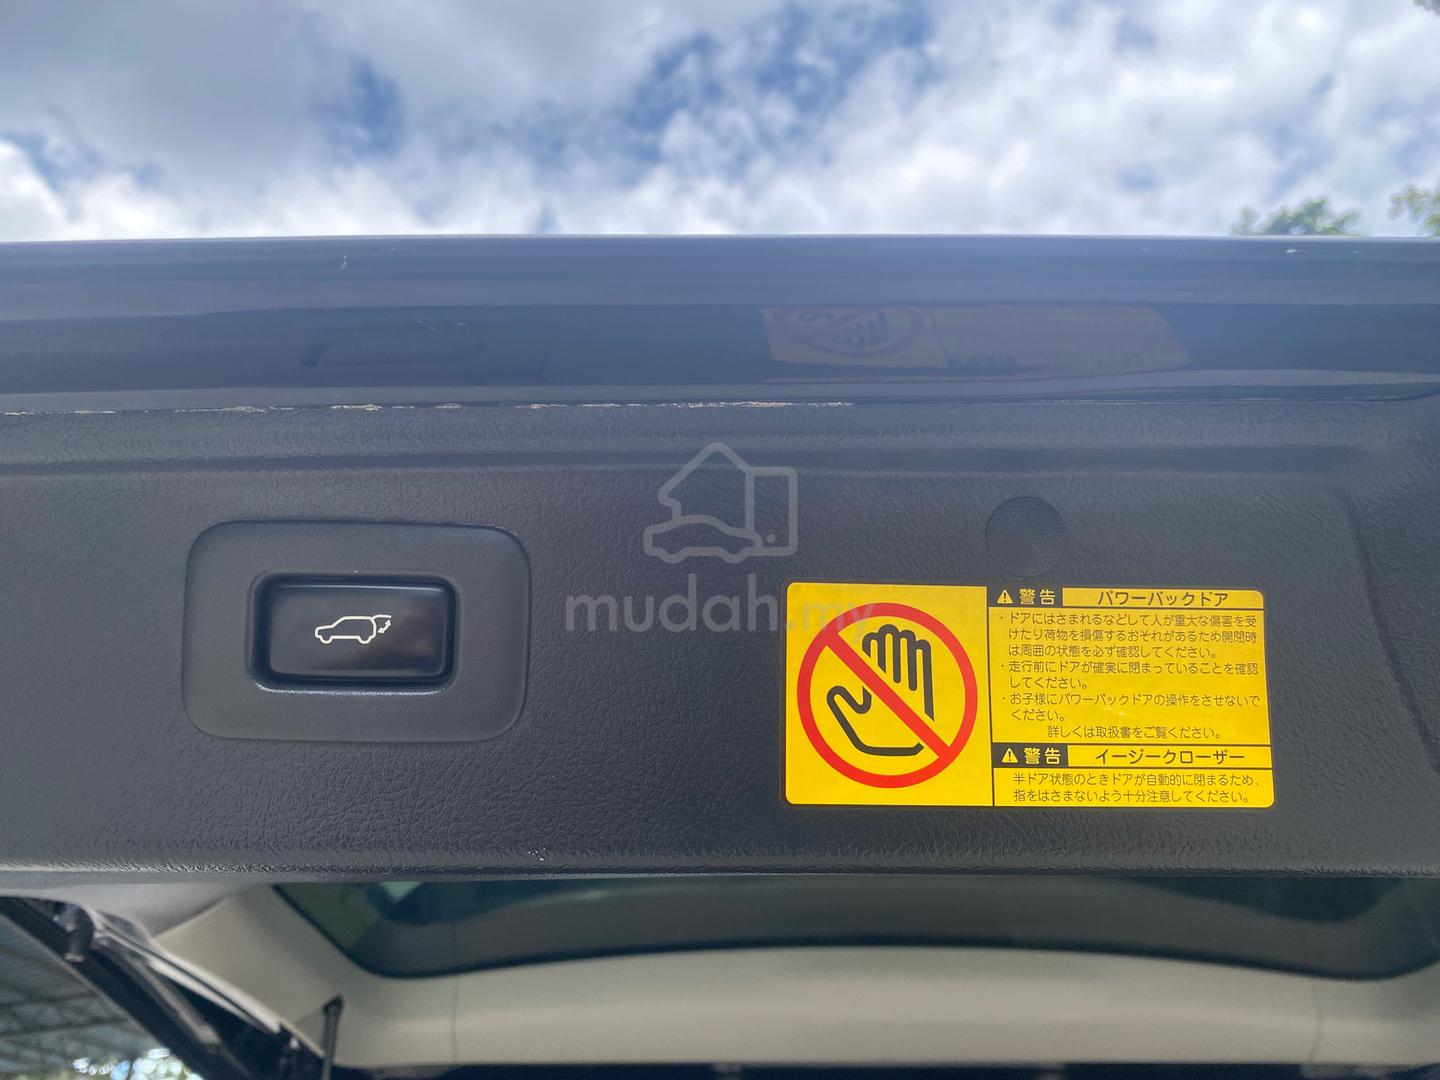 mudah.my
警告 パワーバックドア
・ドアにはさまれるなどして人が重大な傷害を受
けたり荷物を損傷するおそれがあるため開閉時
は周囲の状態を必ず確認してください。
・走行前にドアが確実に閉まっていることを確認
してください。
・お子様にパワーバックドアの操作をさせないで
ください。
詳しくは取扱書をご覧ください。
警告 イージークローザー
半ドア状態のときドアが自動的に閉まるため、
指をはさまないよう十分注意してください。